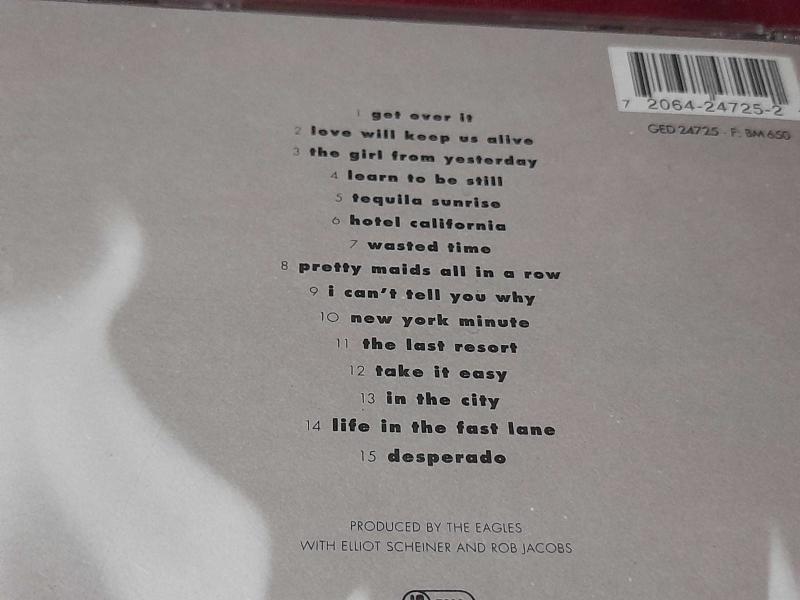 7 2064-24725-2
GED 24725 · F: BM 650
1 get over it
2 love will keep us alive
3 the girl from yesterday
4 learn to be still
5 tequila sunrise
6 hotel california
7 wasted time
8 pretty maids all in a row
9 i can't tell you why
10 new york minute
11 the last resort
12 take it easy
13 in the city
14 life in the fast lane
15 desperado
PRODUCED BY THE EAGLES
WITH ELLIOT SCHEINER AND ROB JACOBS